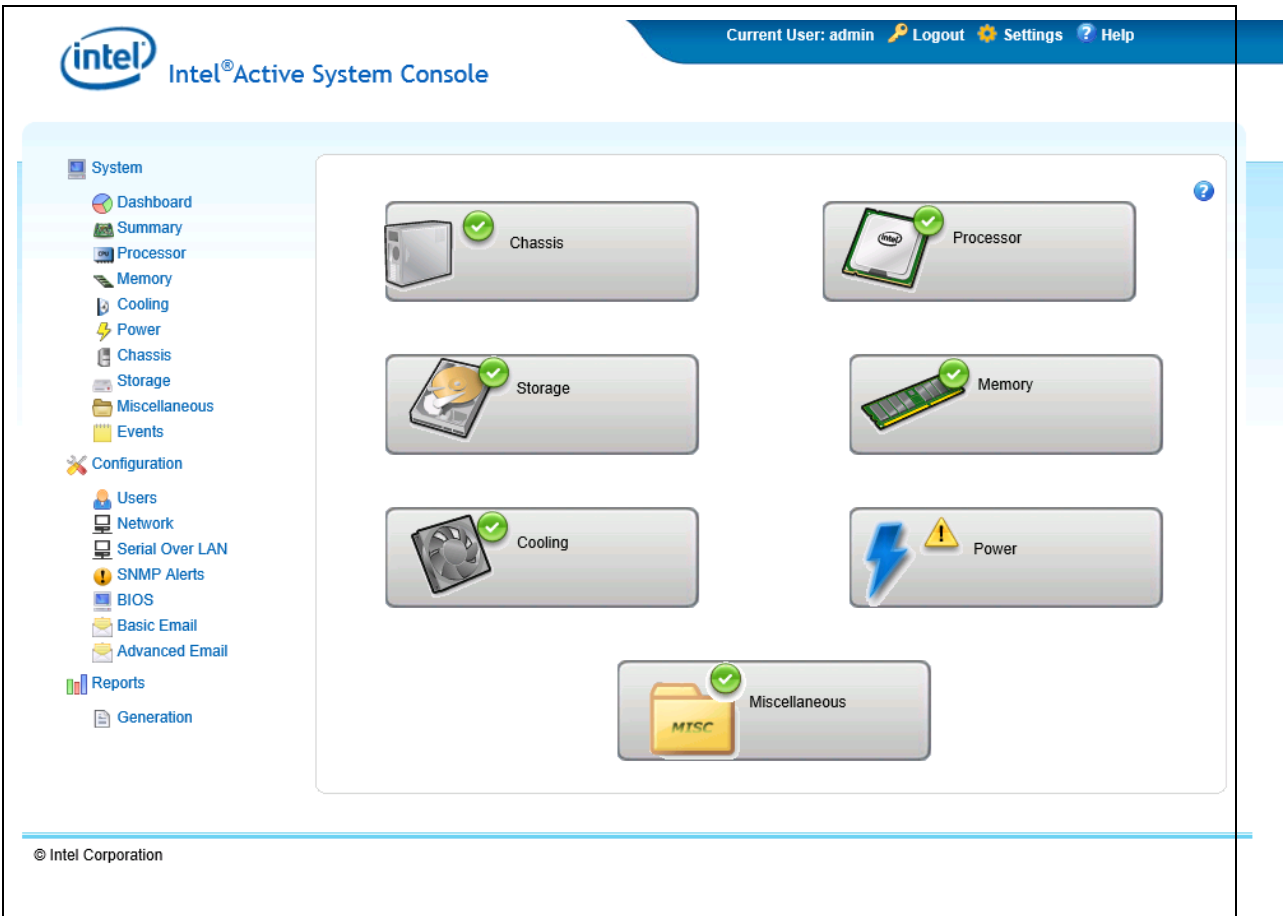 Current User: admin Logout Settings Help
intel
Intel®Active System Console
System
Dashboard
Summary
Processor
Memory
Cooling
Power
Chassis
Storage
Miscellaneous
Events
Configuration
Users
Network
Serial Over LAN
SNMP Alerts
BIOS
Basic Email
Advanced Email
Reports
Generation
Chassis
intel
Processor
Storage
Memory
Cooling
Power
MISC
Miscellaneous
© Intel Corporation